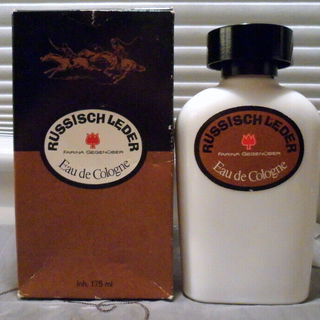 RUSSISCH LEDER
FARINA GEGENÜBER
Eau de Cologne
Inh. 175 ml
RUSSISCH LEDER
FARINA GEGENÜBER
Eau de Cologne